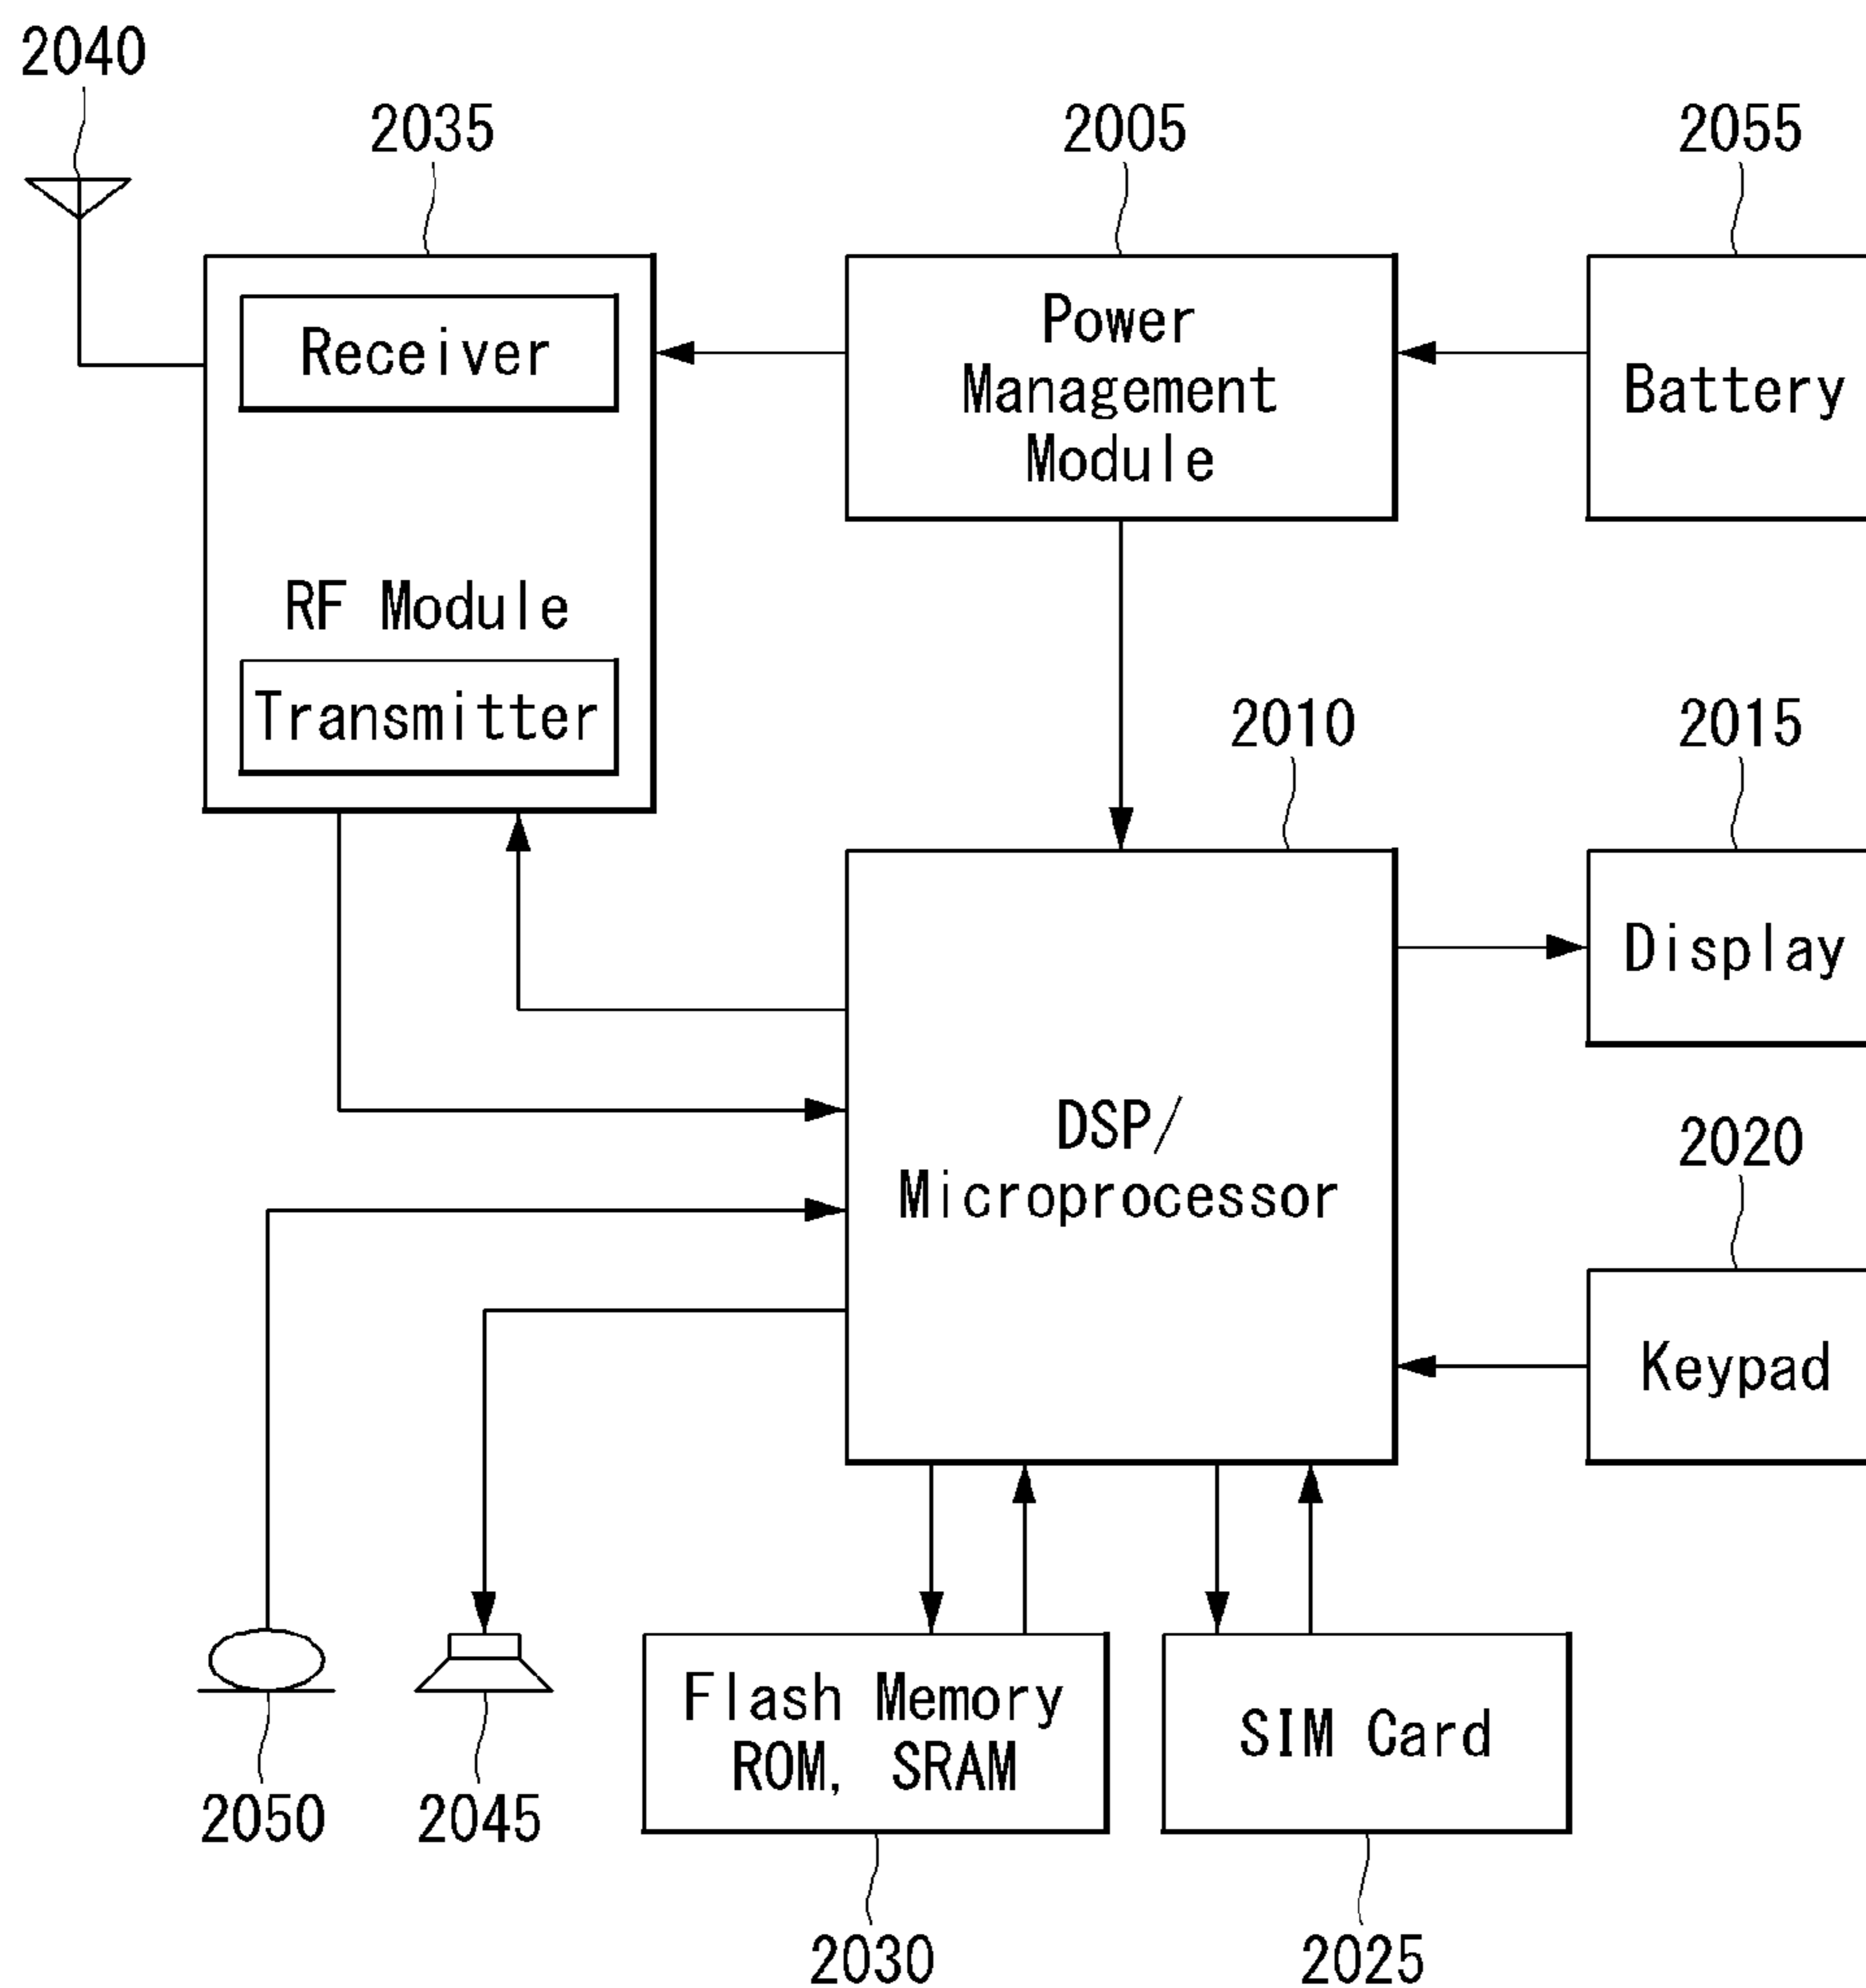 2040
2035
2005
2055
Receiver
Power
Management
Module
Battery
RF Module
Transmitter
2010
2015
Display
DSP/
Microprocessor
2020
Keypad
Flash Memory
ROM, SRAM
SIM Card
2050
2045
2030
2025